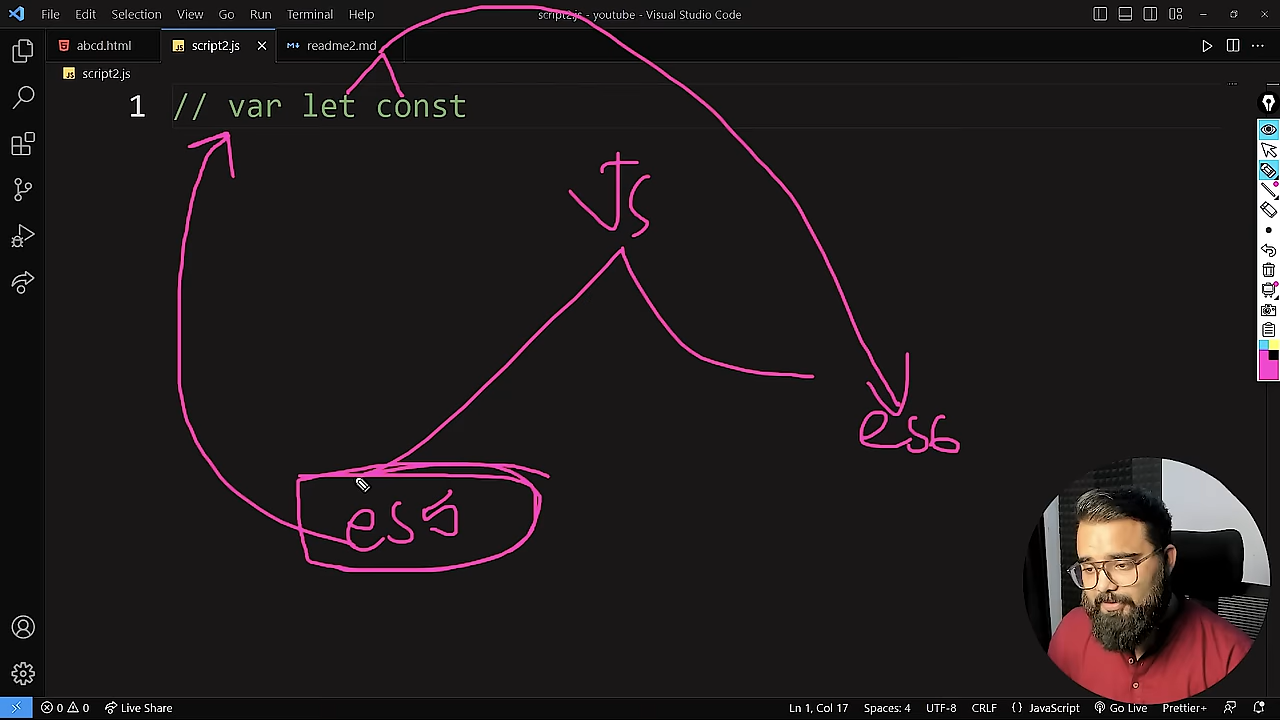 File Edit Selection View Go Run Terminal Help script2.js - youtube - Visual Studio Code
abcd.html JS script2.js readme2.md
JS script2.js
1 // var let const
Js
es6
es5
0 0 Live Share Ln 1, Col 17 Spaces: 4 UTF-8 CRLF {} JavaScript Go Live Prettier+